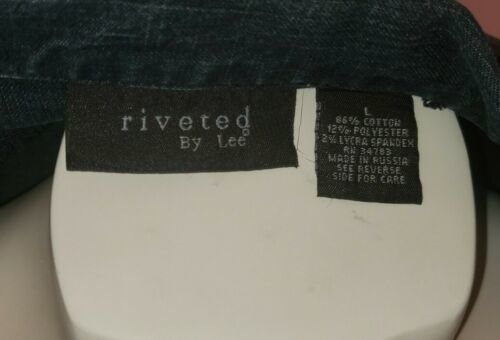 riveted
By Lee
L
86% COTTON
12% POLYESTER
2% LYCRA SPANDEX
RN 34783
MADE IN RUSSIA
SEE REVERSE
SIDE FOR CARE